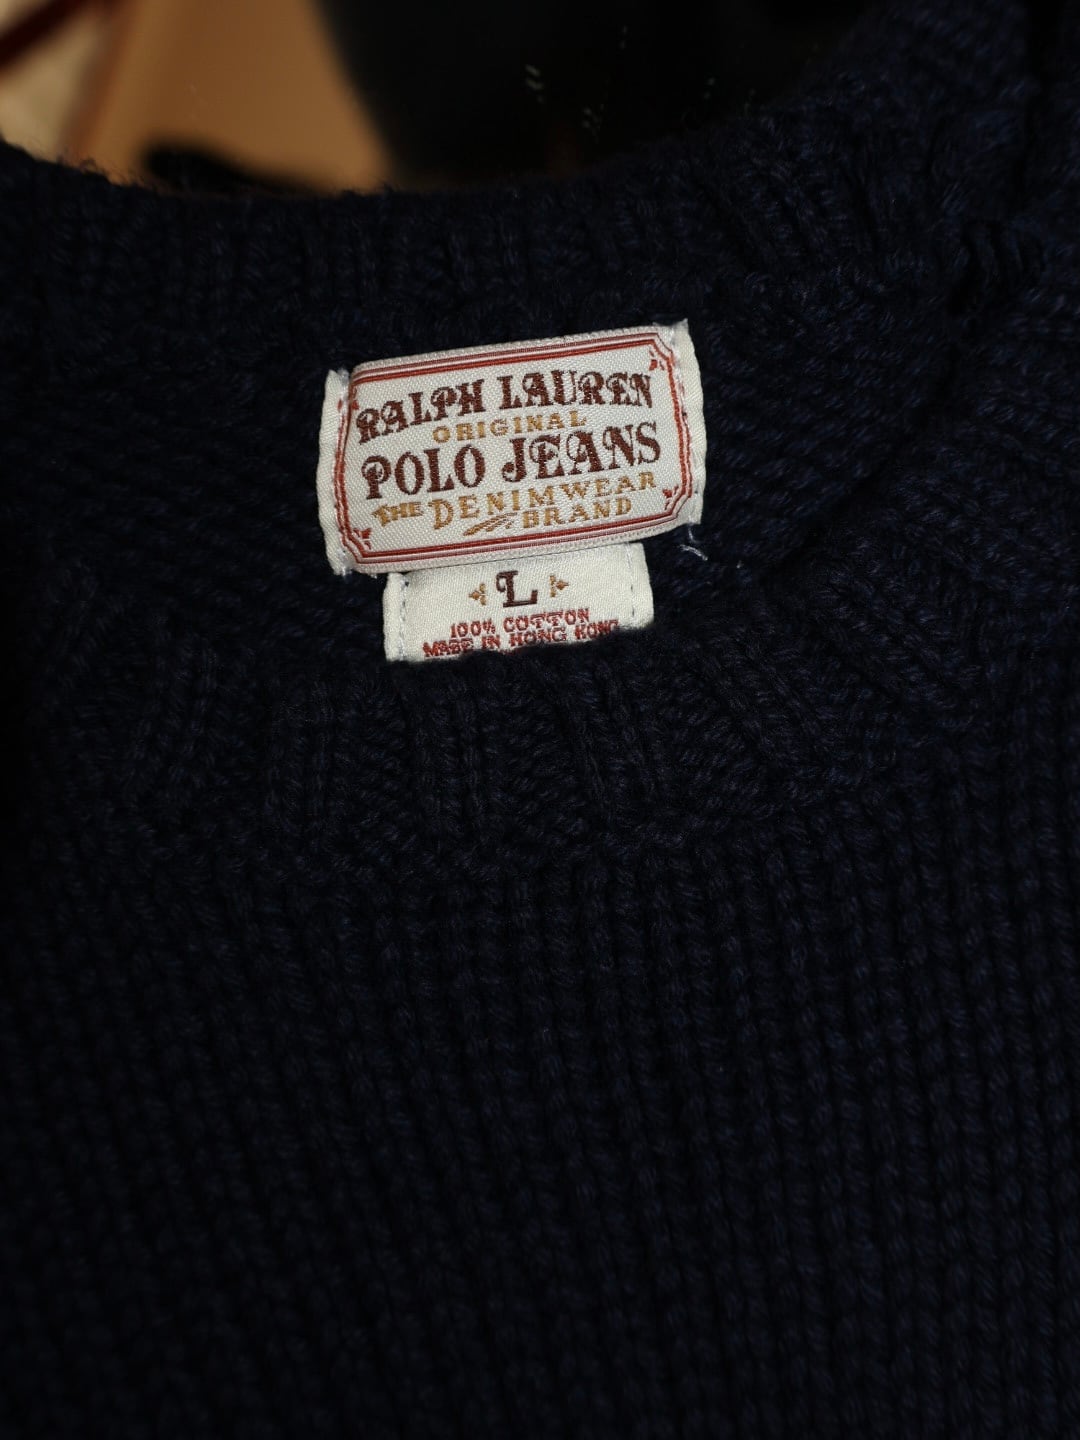 RALPH LAUREN
ORIGINAL
POLO JEANS
THE DENIMWEAR
BRAND
L
100% COTTON
MADE IN HONG KONG